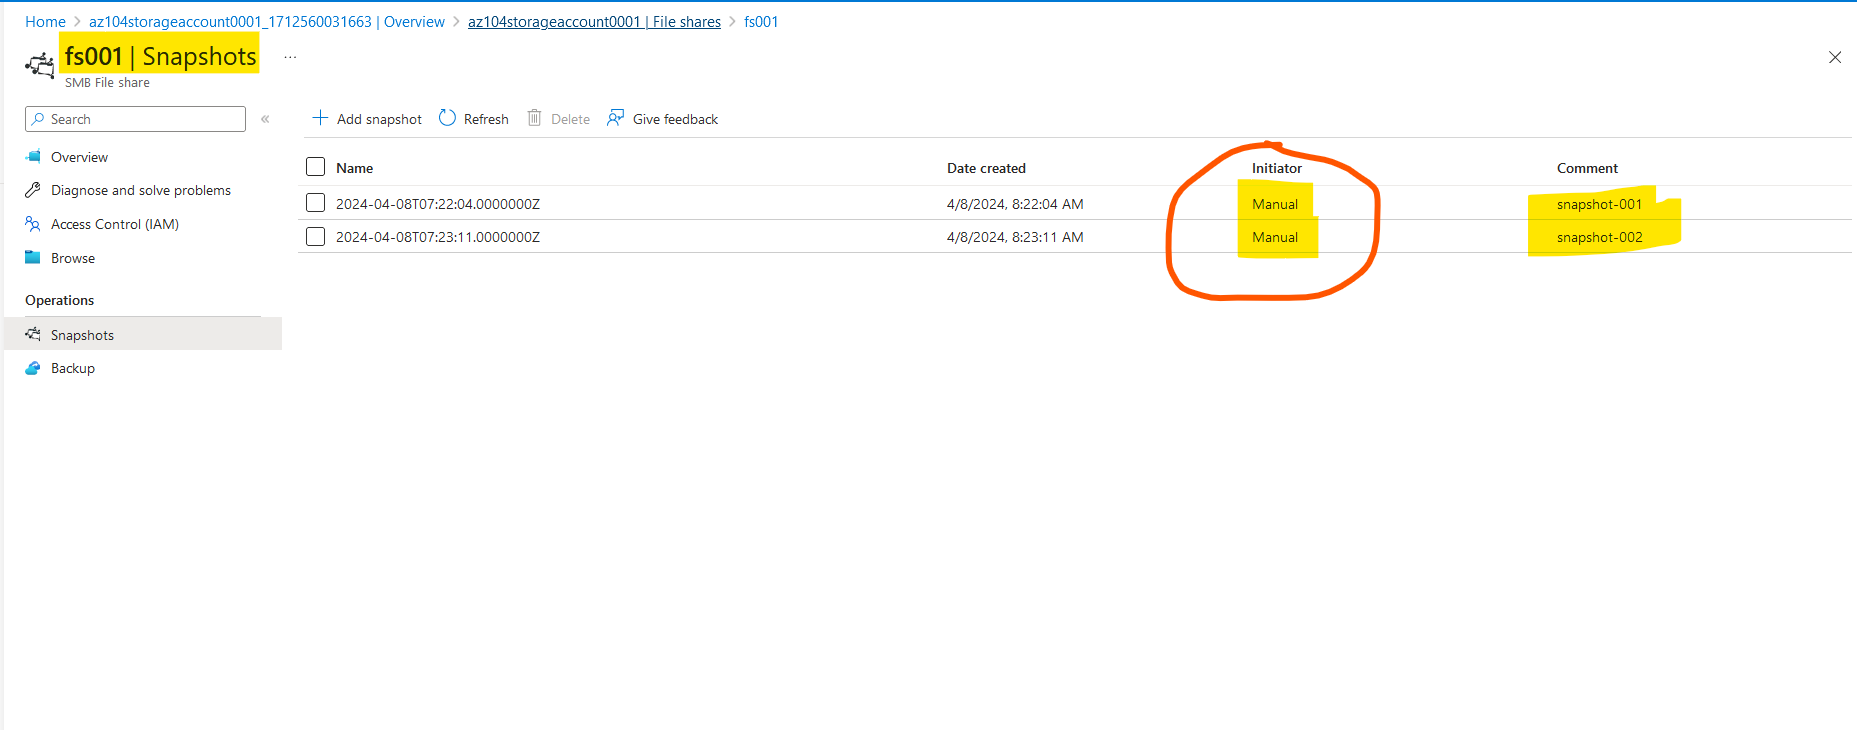 Home > az104storageaccount0001_1712560031663 | Overview > az104storageaccount0001 | File shares > fs001
fs001 | Snapshots ...
SMB File share
Search «
Overview
Diagnose and solve problems
Access Control (IAM)
Browse
Operations
Snapshots
Backup
Add snapshot Refresh Delete Give feedback
Name Date created Initiator Comment
2024-04-08T07:22:04.0000000Z 4/8/2024, 8:22:04 AM Manual snapshot-001
2024-04-08T07:23:11.0000000Z 4/8/2024, 8:23:11 AM Manual snapshot-002